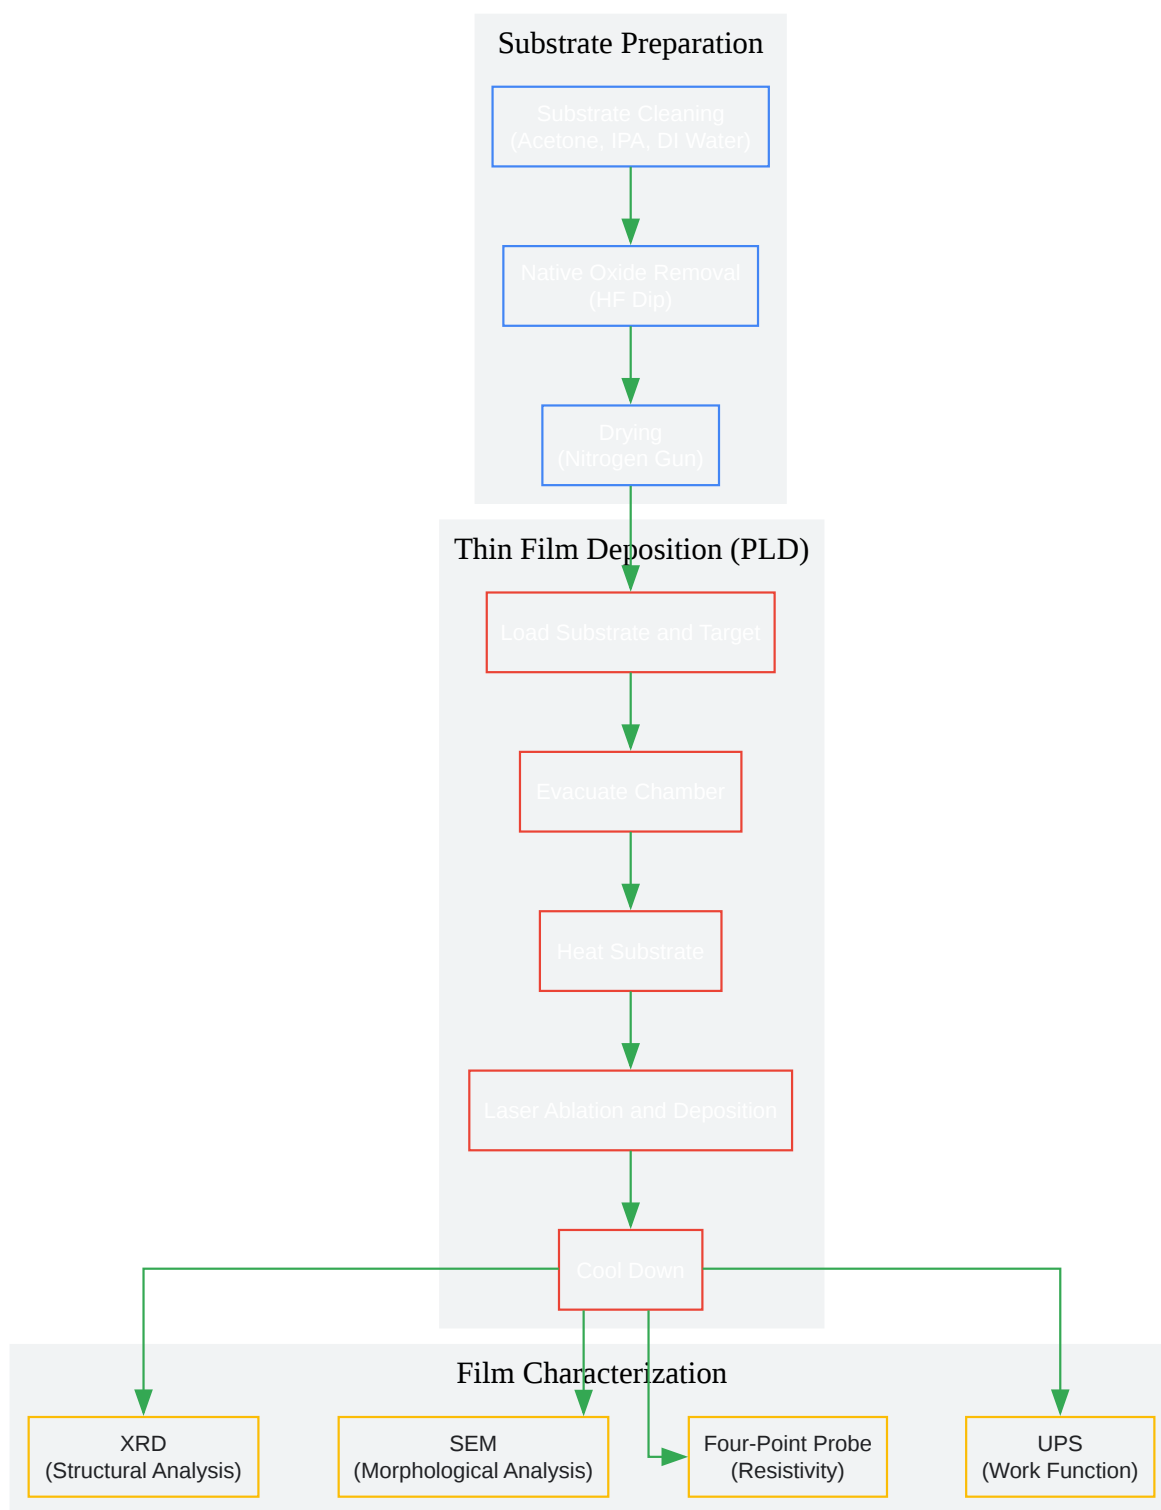 Substrate Preparation
Substrate Cleaning
(Acetone, IPA, DI Water)
Native Oxide Removal
(HF Dip)
Drying
(Nitrogen Gun)
Thin Film Deposition (PLD)
Load Substrate and Target
Evacuate Chamber
Heat Substrate
Laser Ablation and Deposition
Cool Down
Film Characterization
XRD
(Structural Analysis)
SEM
(Morphological Analysis)
Four-Point Probe
(Resistivity)
UPS
(Work Function)